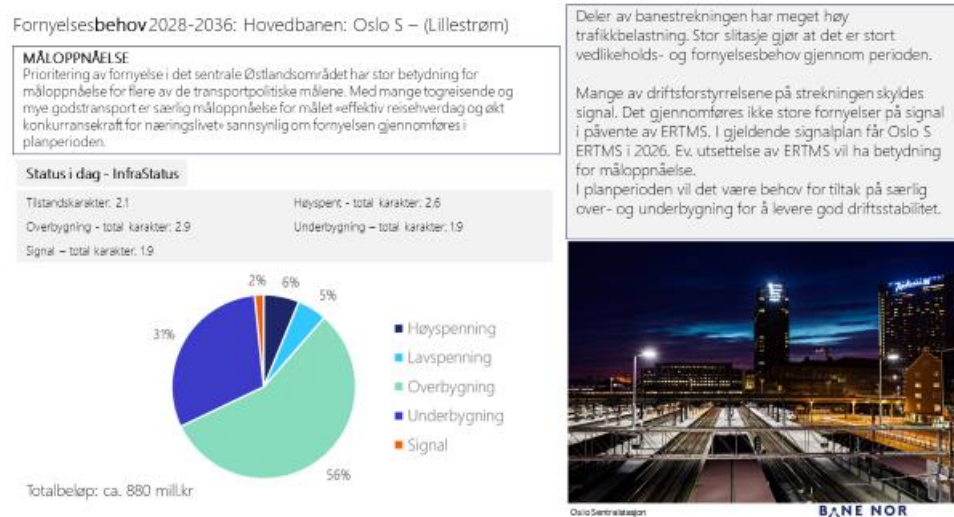 Fornyelsesbehov 2028-2036: Hovedbanen: Oslo S – (Lillestrøm)
MÅLOPPNÅELSE
Prioritering av fornyelse i det sentrale Østlandsområdet har stor betydning for
måloppnåelse for flere av de transportpolitiske målene. Med mange togreisende og
mye godstransport er særlig måloppnåelse for målet «effektiv reisehverdag og økt
konkurransekraft for næringslivet» sannsynlig om fornyelsen gjennomføres i
planperioden.
Status i dag - InfraStatus
Tilstandskarakter: 2.1
Høyspent - total karakter: 2.6
Overbygning - total karakter: 2.9
Underbygning – total karakter: 1.9
Signal – total karakter: 1.9
2%
6%
5%
31%
56%
Høyspenning
Lavspenning
Overbygning
Underbygning
Signal
Totalbeløp: ca. 880 mill.kr
Deler av banestrekningen har meget høy
trafikkbelastning. Stor slitasje gjør at det er stort
vedlikeholds- og fornyelsesbehov gjennom perioden.
Mange av driftsforstyrrelsene på strekningen skyldes
signal. Det gjennomføres ikke store fornyelser på signal
i påvente av ERTMS. I gjeldende signalplan får Oslo S
ERTMS i 2026. Ev. utsettelse av ERTMS vil ha betydning
for måloppnåelse.
I planperioden vil det være behov for tiltak på særlig
over- og underbygning for å levere god driftsstabilitet.
Radisson
Oslo Sentralstasjon
BANE NOR